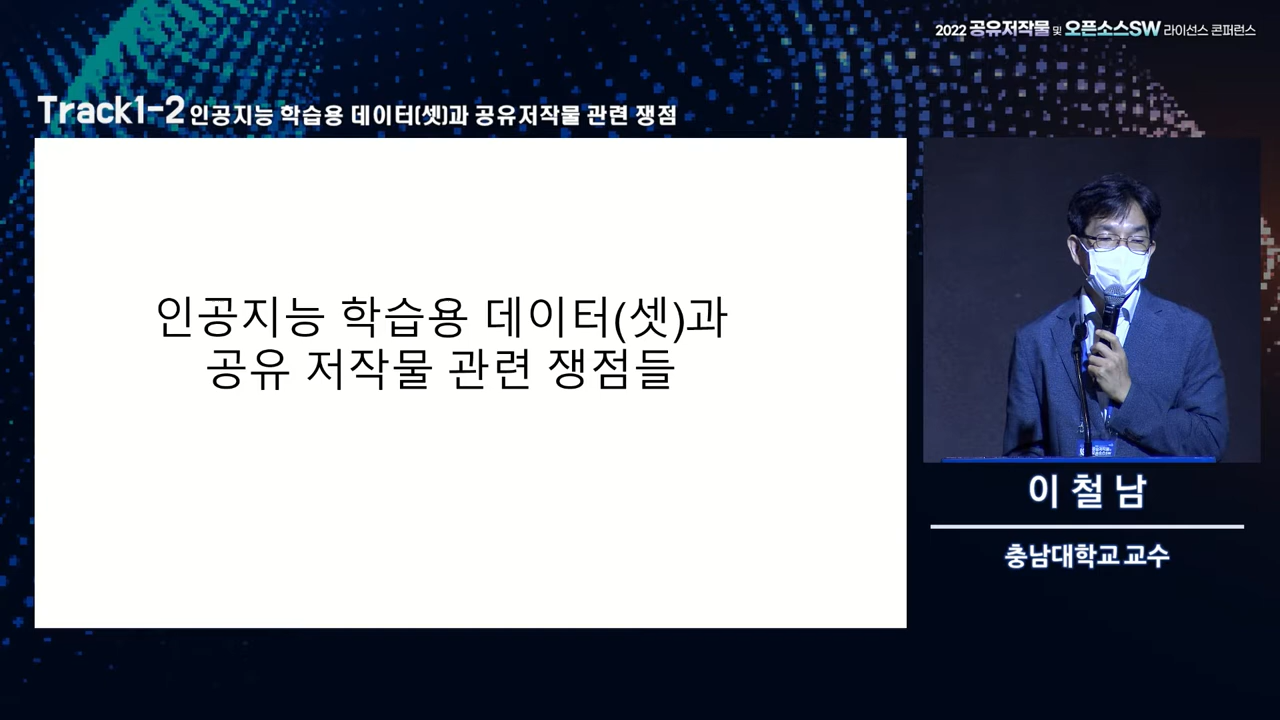 2022 공유저작물 및 오픈소스SW 라이선스 콘퍼런스
Track1-2 인공지능 학습용 데이터(셋)과 공유저작물 관련 쟁점
인공지능 학습용 데이터(셋)과
공유 저작물 관련 쟁점들
이철남
충남대학교 교수